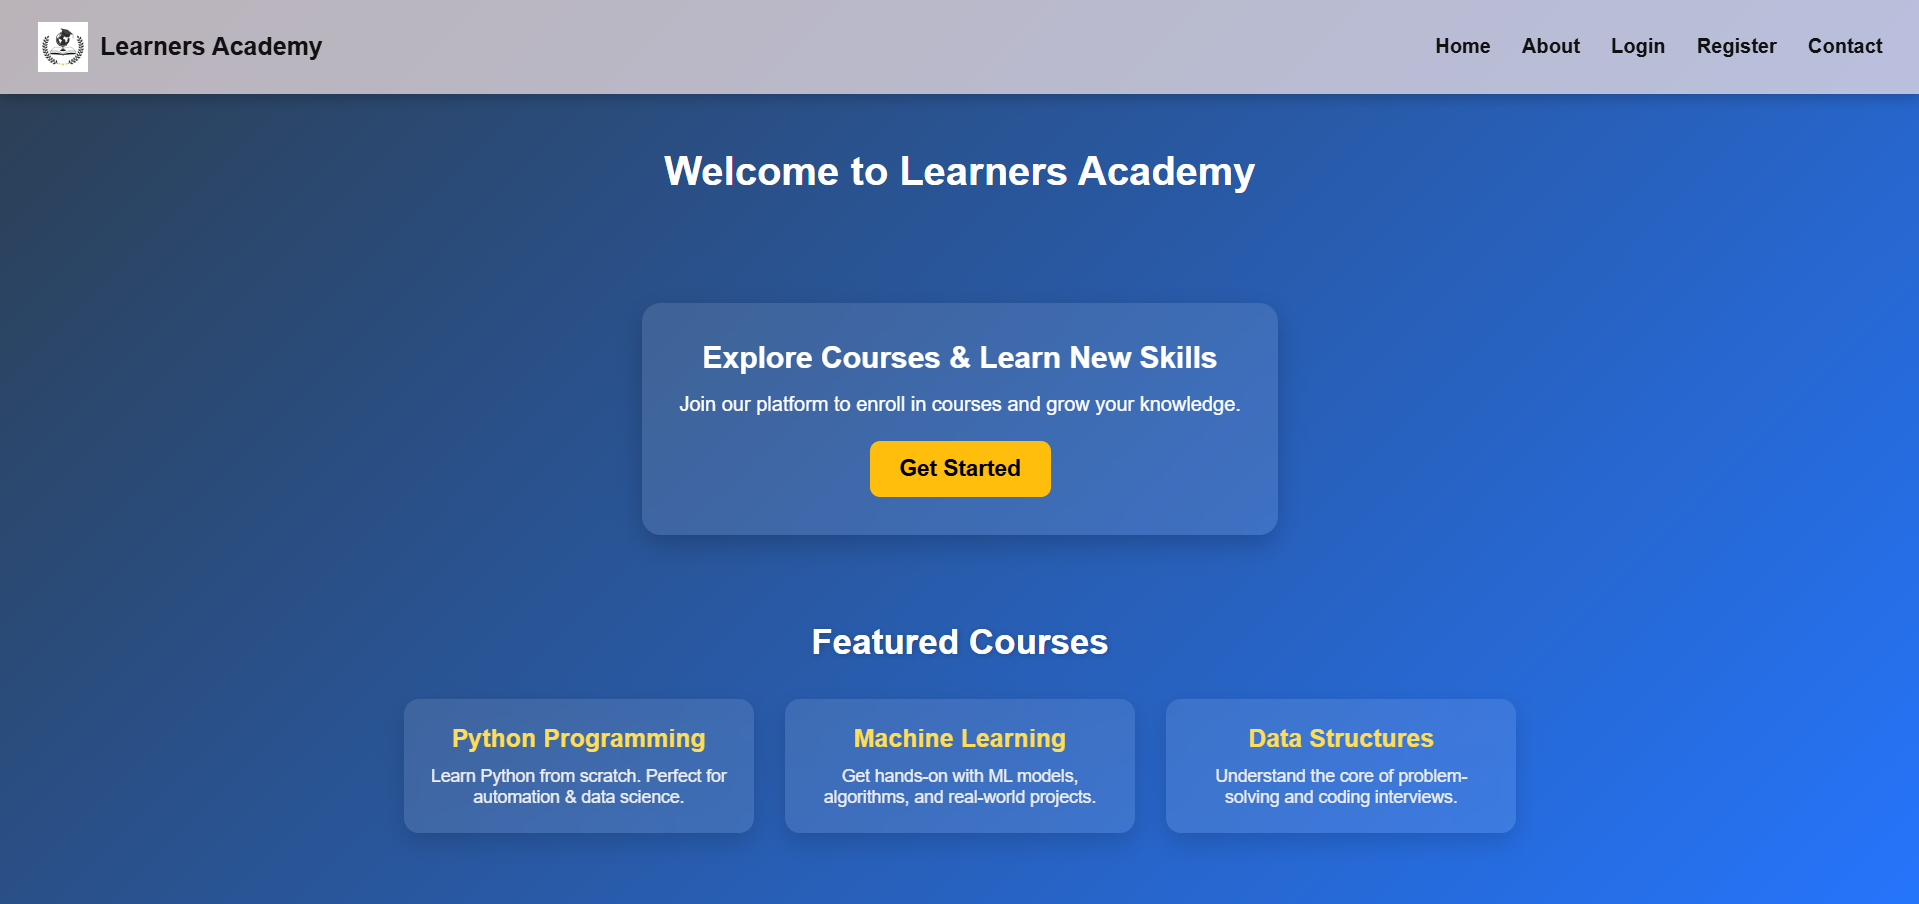 Learners Academy
Home About Login Register Contact
Welcome to Learners Academy
Explore Courses & Learn New Skills
Join our platform to enroll in courses and grow your knowledge.
Get Started
Featured Courses
Python Programming
Learn Python from scratch. Perfect for
automation & data science.
Machine Learning
Get hands-on with ML models,
algorithms, and real-world projects.
Data Structures
Understand the core of problem-
solving and coding interviews.